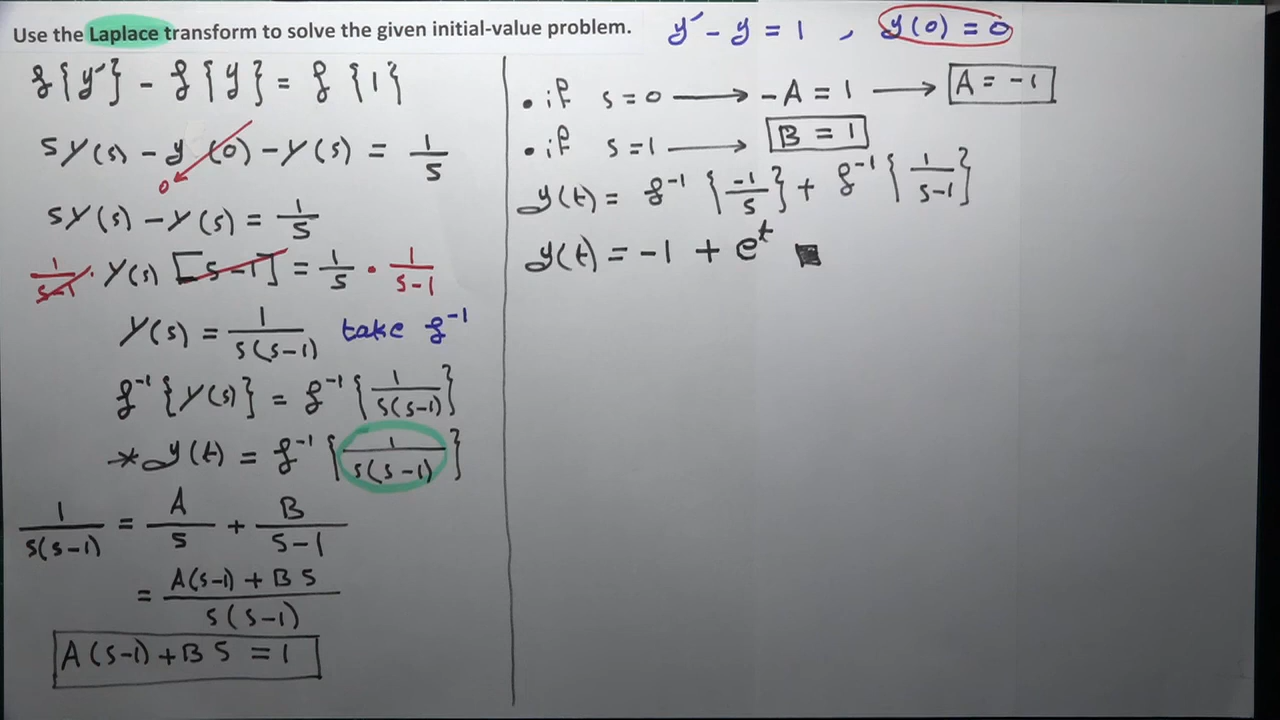 Use the Laplace transform to solve the given initial-value problem. y′ - y = 1 , y(0) = 0
ℒ{y′} - ℒ{y} = ℒ{1}
sY(s) - y(0) - Y(s) = 1/s
0
sY(s) - Y(s) = 1/s
1/(s-1) · Y(s) [s-1] = 1/s · 1/(s-1)
Y(s) = 1/(s(s-1)) take ℒ⁻¹
ℒ⁻¹{Y(s)} = ℒ⁻¹{1/(s(s-1))}
*y(t) = ℒ⁻¹{1/(s(s-1))}
1/(s(s-1)) = A/s + B/(s-1)
= (A(s-1) + BS)/(s(s-1))
A(s-1) + BS = 1
• if s=0 → -A = 1 → A = -1
• if s=1 → B = 1
y(t) = ℒ⁻¹{-1/s} + ℒ⁻¹{1/(s-1)}
y(t) = -1 + eᵗ ■